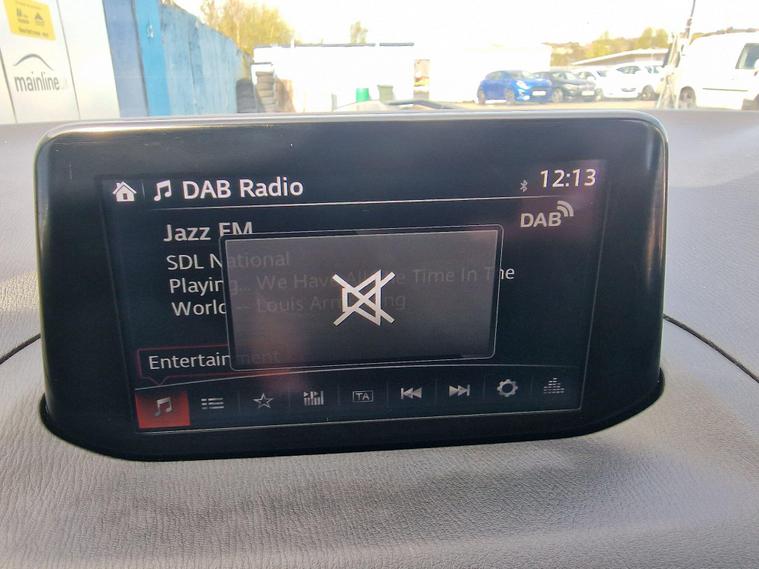 mainline
DAB Radio
12:13
DAB
Jazz FM
SDL National
Playing... We Have All The Time In The
World -- Louis Armstrong
Entertainment
TA